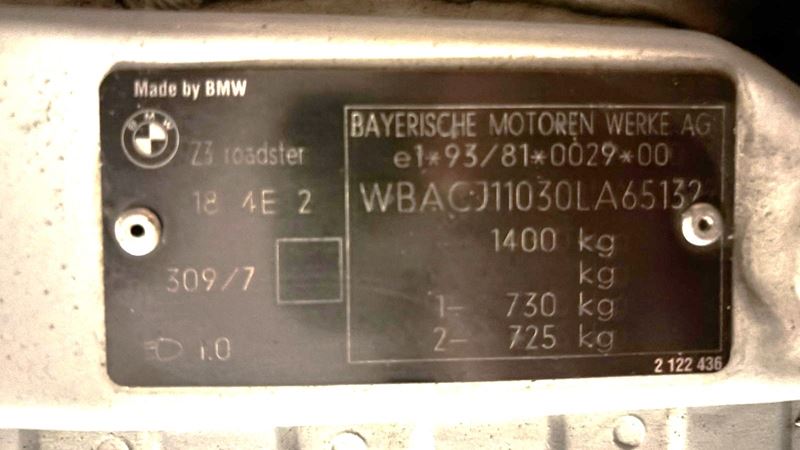 Made by BMW
BMW
Z3 roadster
18 4E 2
309/7
1.0
BAYERISCHE MOTOREN WERKE AG
e1*93/81*0029*00
WBACJ11030LA65132
1400 kg
kg
1- 730 kg
2- 725 kg
2 122 436